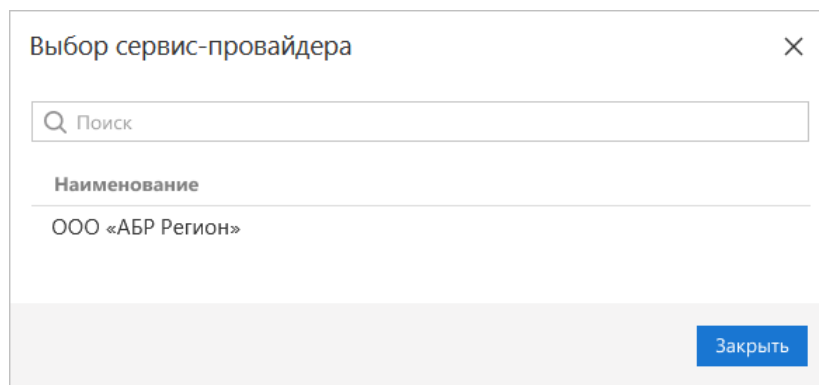 Выбор сервис-провайдера
Поиск
Наименование
ООО «АБР Регион»
Закрыть